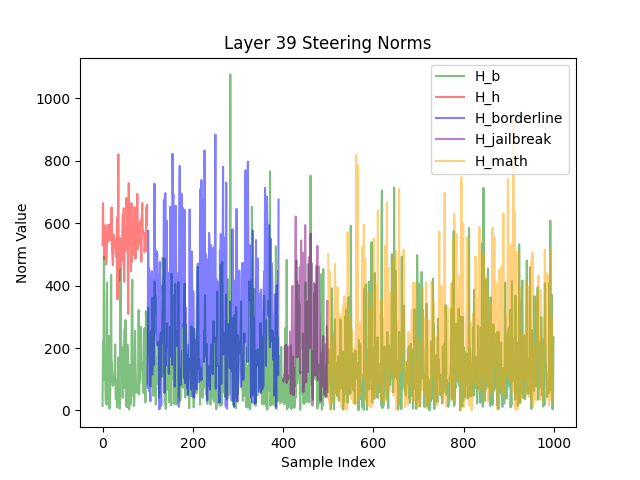 Layer 39 Steering Norms
Norm Value
1000
800
600
400
200
0
H_b
H_h
H_borderline
H_jailbreak
H_math
0
200
400
600
800
1000
Sample Index